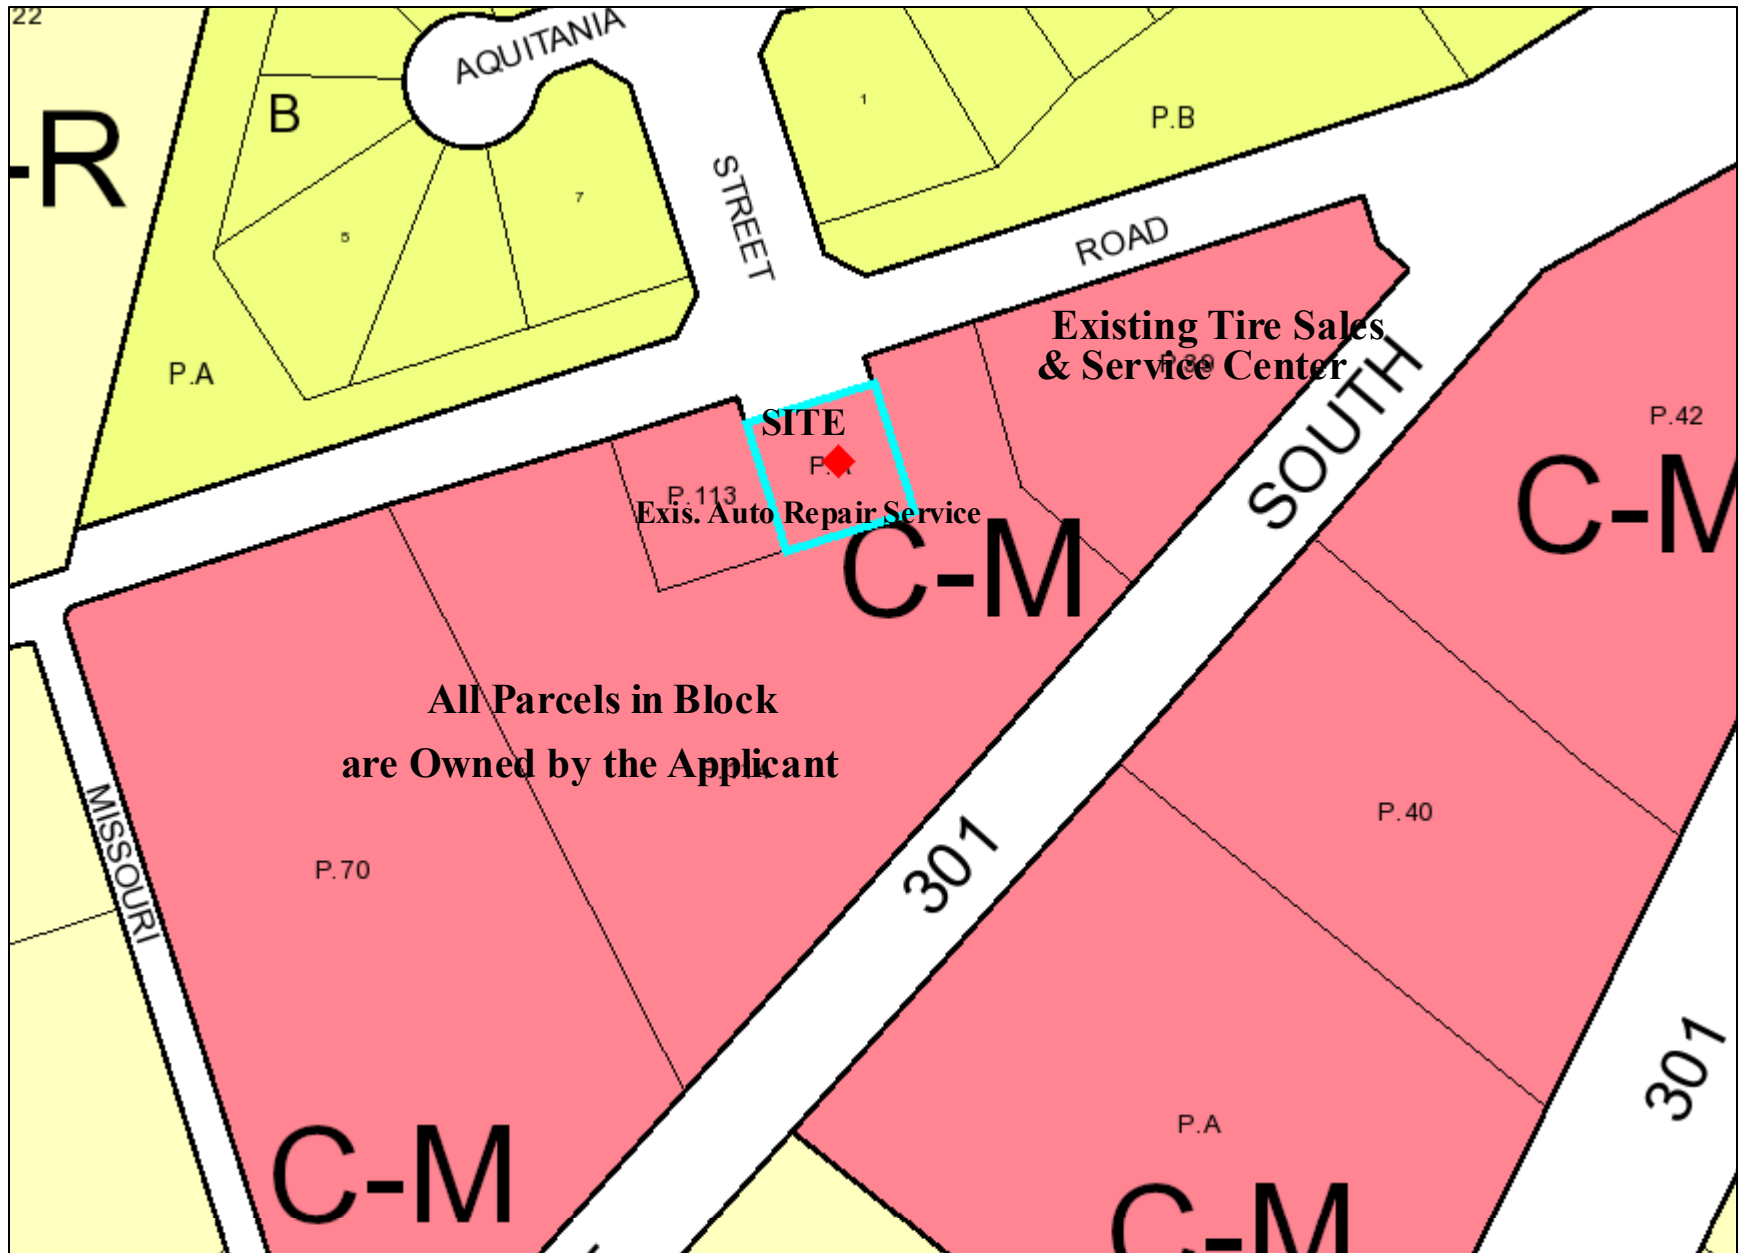 22
AQUITANIA
B
1
P.B
-R
7
STREET
5
ROAD
P.A
Existing Tire Sales
& Service Center
P.39
SOUTH
P.42
SITE
C-M
P.113
Exis. Auto Repair Service
C-M
All Parcels in Block
are Owned by the Applicant
MISSOURI
P.40
301
P.70
301
P.A
C-M
C-M